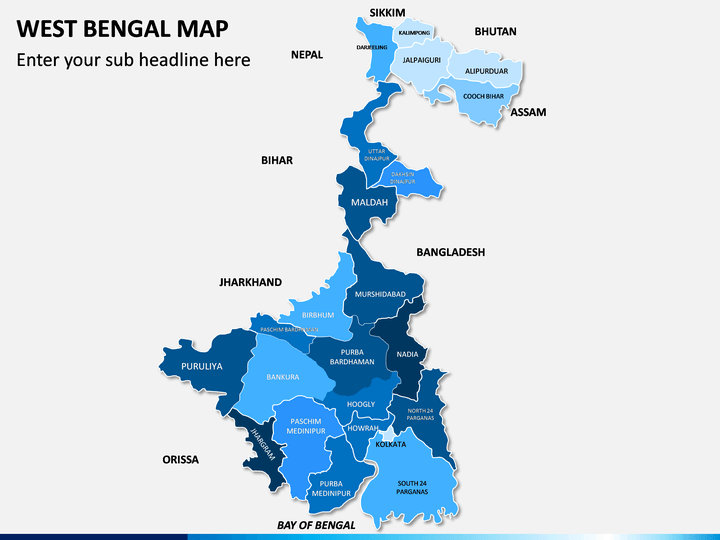 WEST BENGAL MAP
Enter your sub headline here
SIKKIM
NEPAL
BHUTAN
KALIMPONG
DARJEELING
JALPAIGURI
ALIPURDUAR
COOCH BIHAR
ASSAM
BIHAR
UTTAR
DINAJPUR
DAKHSIN
DINAJPUR
MALDAH
BANGLADESH
JHARKHAND
MURSHIDABAD
BIRBHUM
PASCHIM BARDHAMAN
PURBA
BARDHAMAN
NADIA
PURULIYA
BANKURA
HOOGLY
NORTH 24
PARGANAS
PASCHIM
MEDINIPUR
HOWRAH
KOLKATA
JHARGRAM
ORISSA
PURBA
MEDINIPUR
SOUTH 24
PARGANAS
BAY OF BENGAL